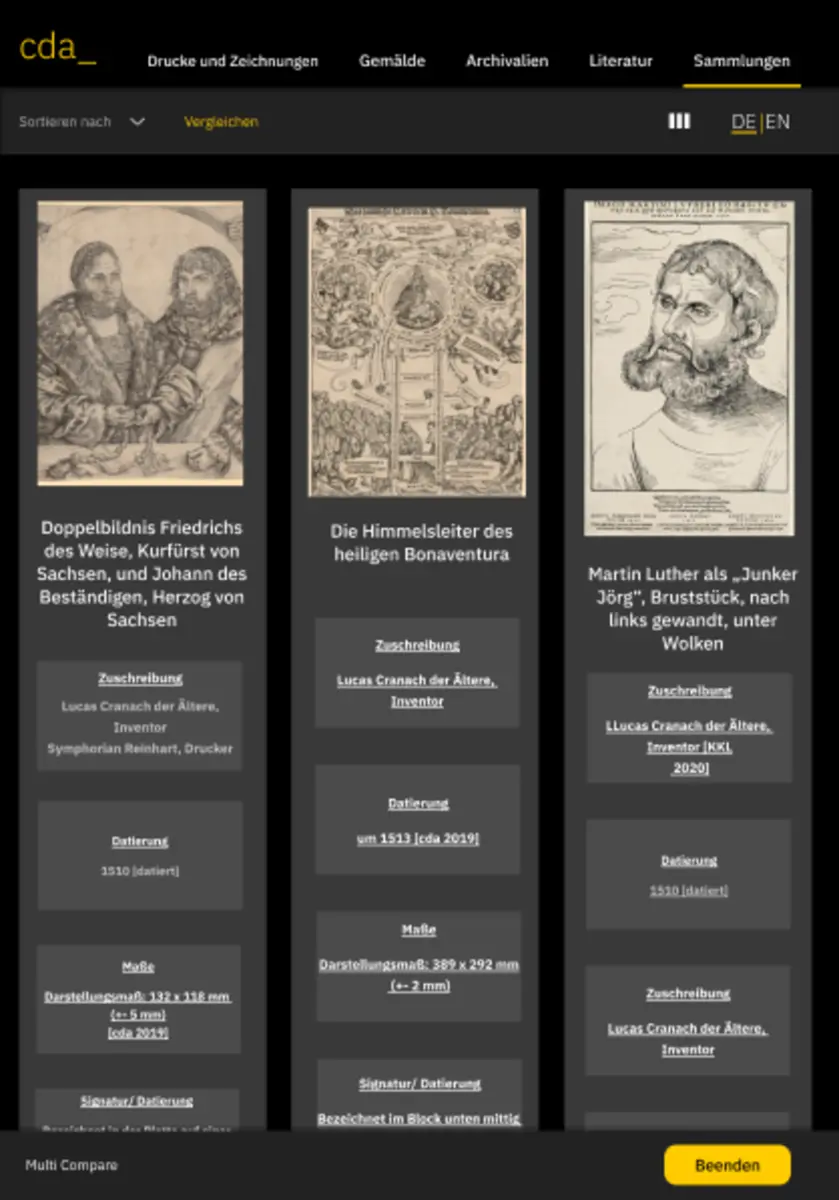 cda_
Drucke und Zeichnungen
Gemälde
Archivalien
Literatur
Sammlungen
Sortieren nach
Vergleichen
DE|EN
Doppelbildnis Friedrichs
des Weise, Kurfürst von
Sachsen, und Johann des
Beständigen, Herzog von
Sachsen
Zuschreibung
Lucas Cranach der Ältere,
Inventor
Symphorian Reinhart, Drucker
Datierung
1510 [datiert]
Maße
Darstellungsmaß: 132 x 118 mm
(+- 5 mm)
[cda 2019]
Signatur/ Datierung
Die Himmelsleiter des
heiligen Bonaventura
Zuschreibung
Lucas Cranach der Ältere,
Inventor
Datierung
um 1513 [cda 2019]
Maße
Darstellungsmaß: 389 x 292 mm
(+- 2 mm)
Signatur/ Datierung
Bezeichnet im Block unten mittig
Martin Luther als „Junker
Jörg“, Bruststück, nach
links gewandt, unter
Wolken
Zuschreibung
LLucas Cranach der Ältere,
Inventor [KKL
2020]
Datierung
1510 [datiert]
Zuschreibung
Lucas Cranach der Ältere,
Inventor
Multi Compare
Beenden